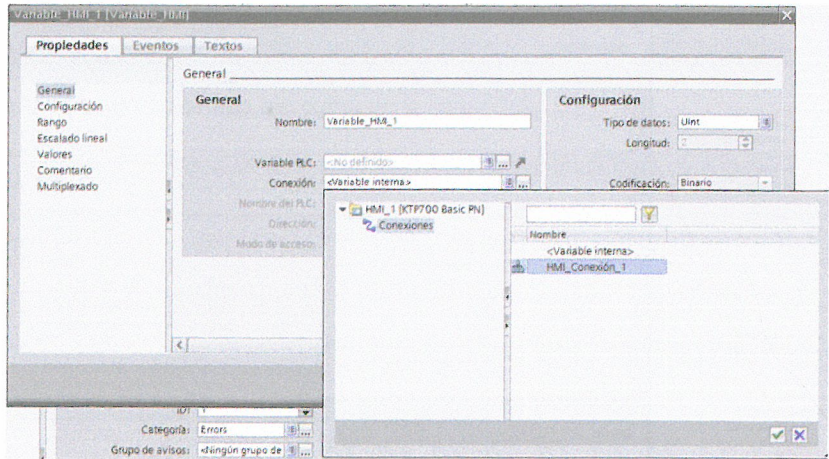 Variable_HMI_1 [Variable_HMI]
Propiedades
Eventos
Textos
General
Configuración
Rango
Escalado lineal
Valores
Comentario
Multiplexado
General
General
Nombre: Variable_HMI_1
Variable PLC: <No definido>
Conexión: <Variable interna>
Nombre del PLC:
Dirección:
Modo de acceso:
Configuración
Tipo de datos: UInt
Longitud: 2
Codificación: Binario
HMI_1 [KTP700 Basic PN]
Conexiones
Nombre
<Variable interna>
HMI_Conexión_1
ID: 1
Categoría: Errors
Grupo de avisos: <Ningún grupo de